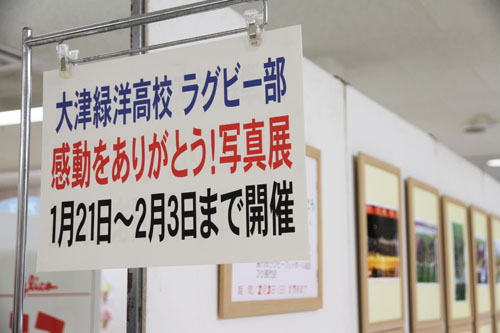 大津緑洋高校 ラグビー部
感動をありがとう!写真展
1月21日～2月3日まで開催